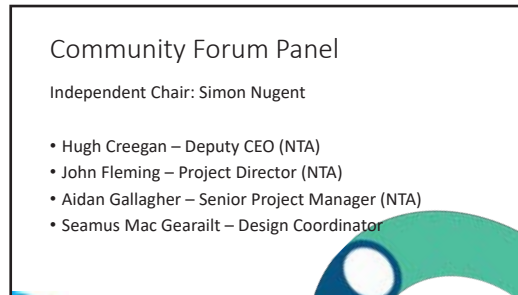 Community Forum Panel
Independent Chair: Simon Nugent
• Hugh Creegan – Deputy CEO (NTA)
• John Fleming – Project Director (NTA)
• Aidan Gallagher – Senior Project Manager (NTA)
• Seamus Mac Gearailt – Design Coordinator